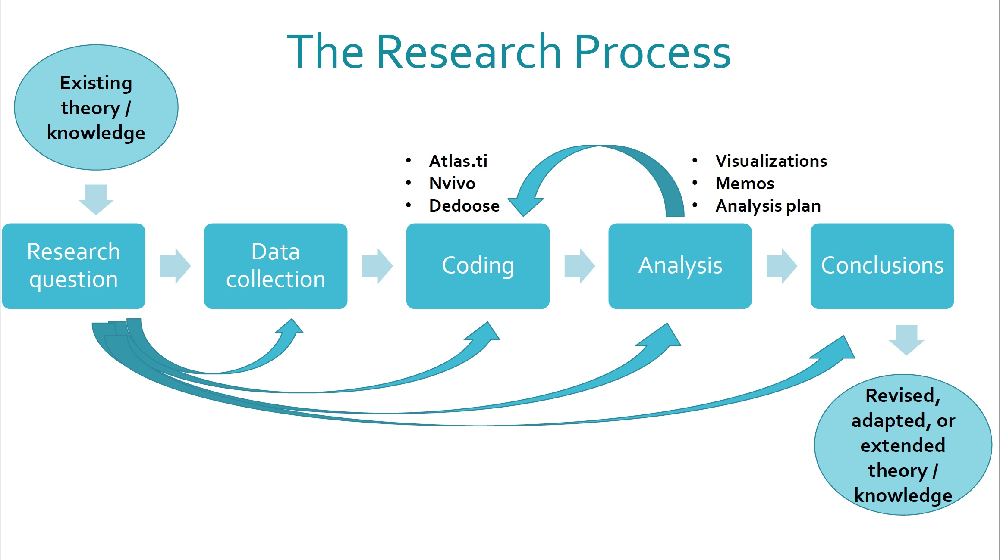 The Research Process
Existing
theory /
knowledge
• Atlas.ti
• Nvivo
• Dedoose
• Visualizations
• Memos
• Analysis plan
Research
question
Data
collection
Coding
Analysis
Conclusions
Revised,
adapted, or
extended
theory /
knowledge